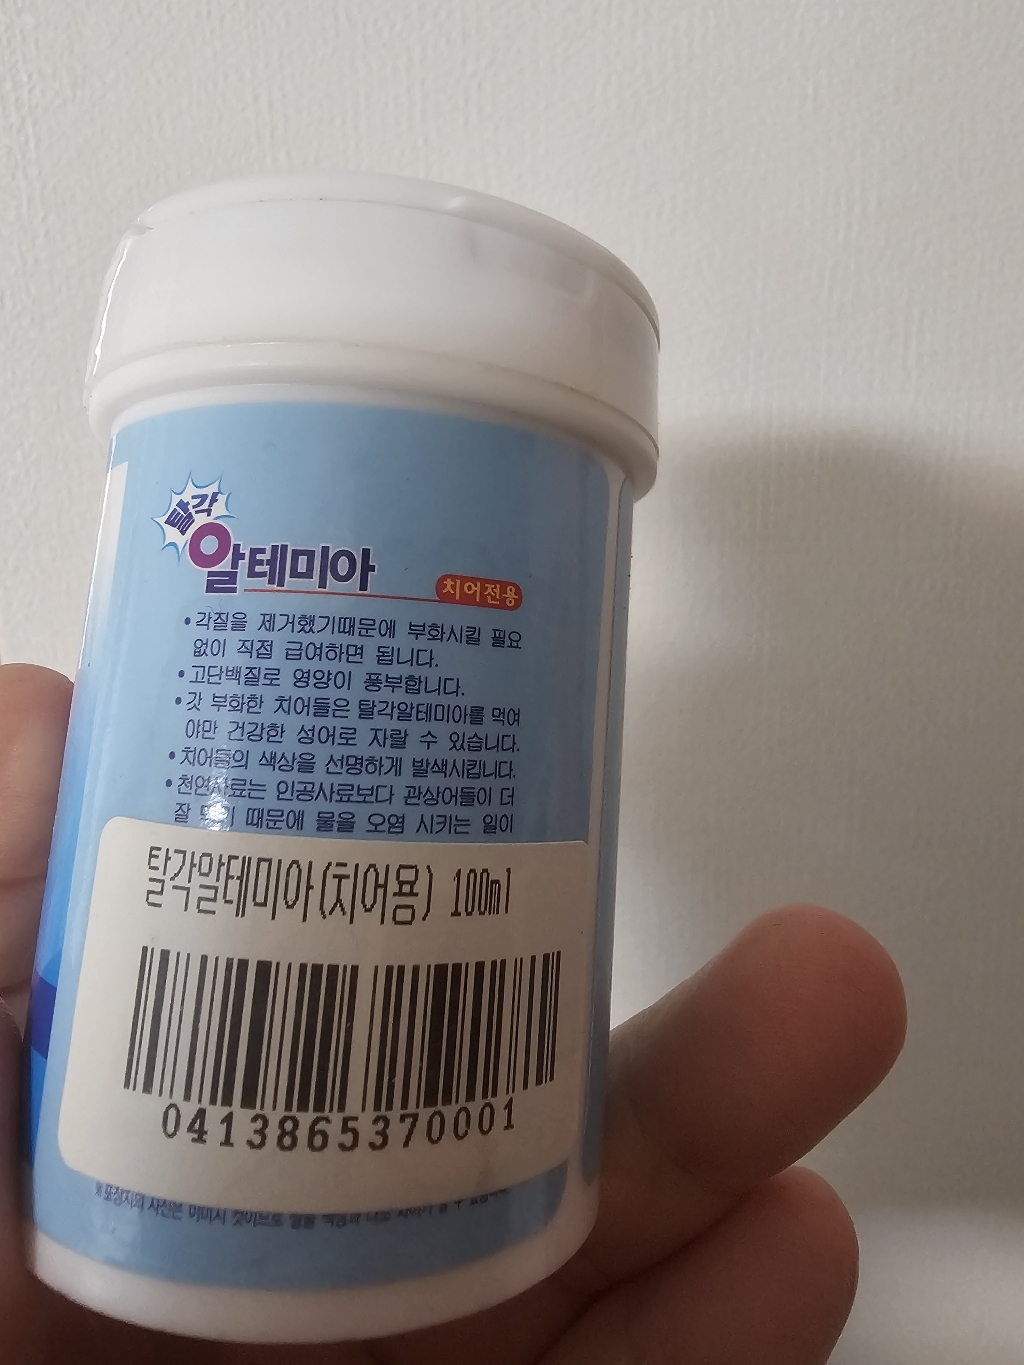 탈각
알테미아
치어전용
•각질을 제거했기때문에 부화시킬 필요
없이 직접 급여하면 됩니다.
•고단백질로 영양이 풍부합니다.
•갓 부화한 치어들은 탈각알테미아를 먹여
야만 건강한 성어로 자랄 수 있습니다.
•치어들의 색상을 선명하게 발색시킵니다.
•천연사료는 인공사료보다 관상어들이 더
잘 때문에 물을 오염 시키는 일이
탈각알테미아(치어용) 100ml
0413865370001
사진은 이미지